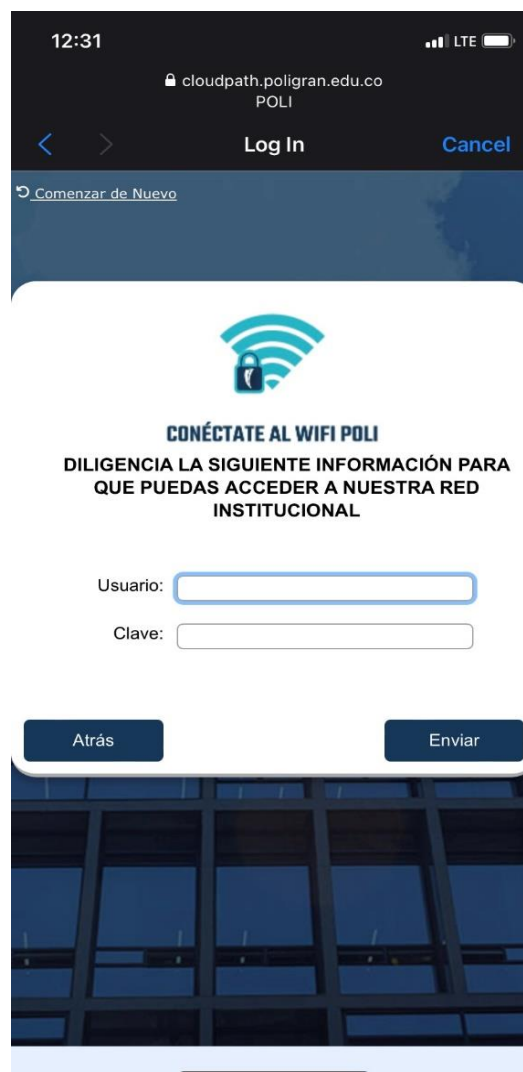 12:31
LTE
cloudpath.poligran.edu.co
POLI
Log In
Cancel
Comenzar de Nuevo
CONÉCTATE AL WIFI POLI
DILIGENCIA LA SIGUIENTE INFORMACIÓN PARA
QUE PUEDAS ACCEDER A NUESTRA RED
INSTITUCIONAL
Usuario:
Clave:
Atrás
Enviar